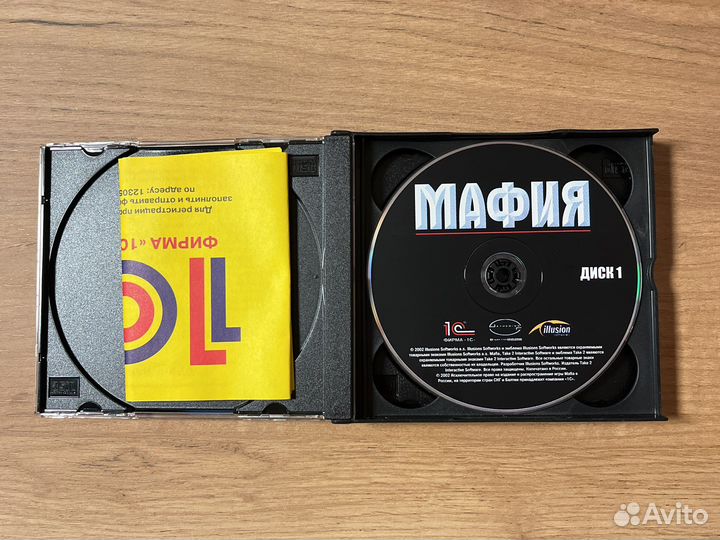 Для регистрации
заполнить и отправить
по адресу: 12305
ФИРМА «1С
1С
МАФИЯ
ДИСК 1
1С
ФИРМА «1С»
illusion
© 2002 Illusion Softworks a.s. Illusion Softworks и эмблема Illusion Softworks являются охраняемыми
товарными знаками Illusion Softworks a.s. Mafia, Take 2 Interactive Software и эмблема Take 2 являются
охраняемыми товарными знаками Take 2 Interactive Software. Все остальные товарные знаки
являются собственностью их владельцев. Разработчик Illusion Softworks. Издатель Take 2
Interactive Software. Все права защищены. Напечатано в России.
© 2002 Исключительное право на издание и распространение игры Mafia в
России, на территории стран СНГ и Балтии принадлежит компании «1С».
Avito